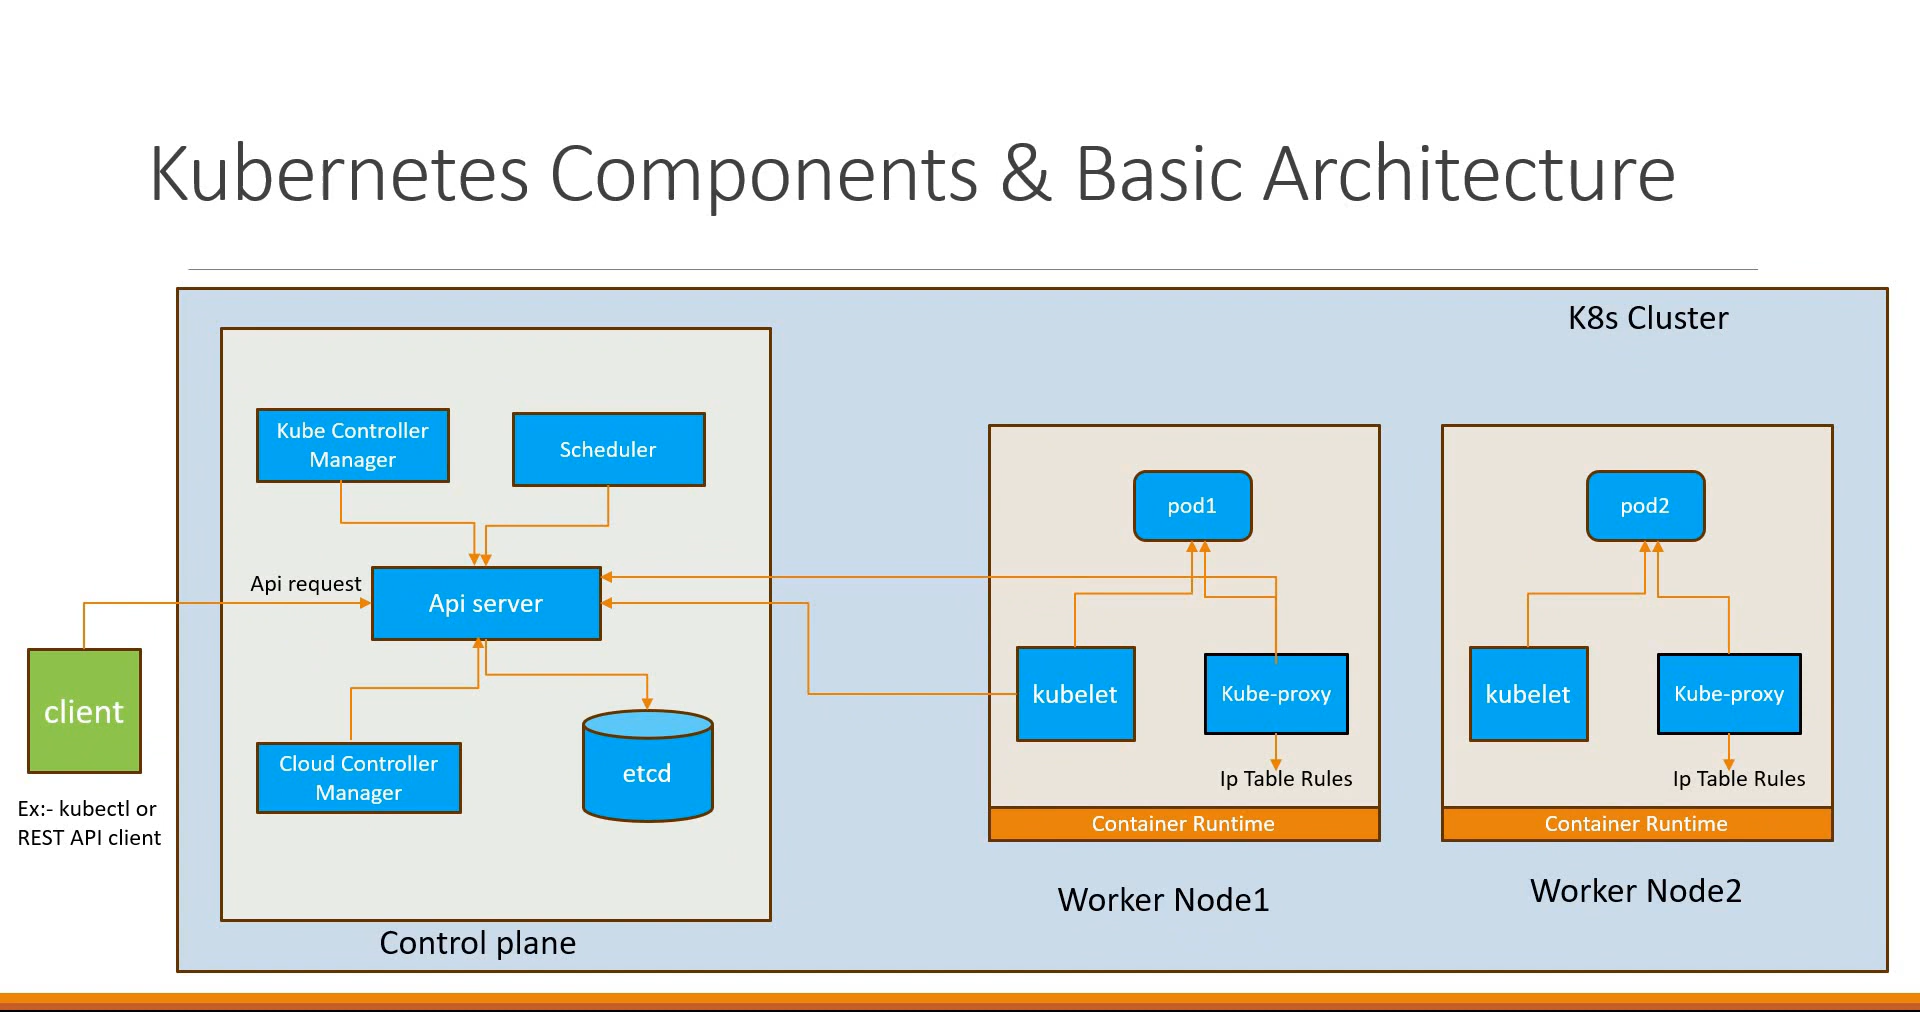 Kubernetes Components & Basic Architecture
K8s Cluster
Kube Controller
Manager
Scheduler
Api request
Api server
client
Ex:- kubectl or
REST API client
Cloud Controller
Manager
etcd
Control plane
pod1
kubelet
Kube-proxy
Ip Table Rules
Container Runtime
Worker Node1
pod2
kubelet
Kube-proxy
Ip Table Rules
Container Runtime
Worker Node2